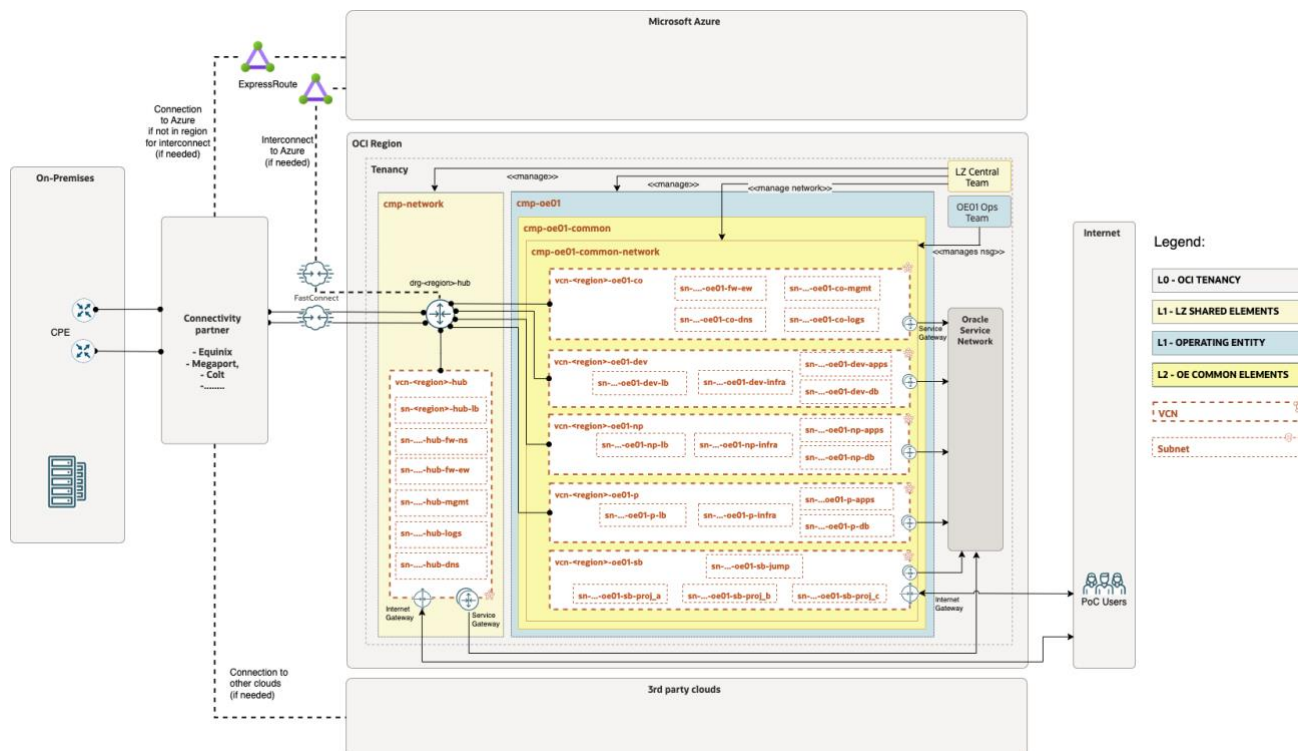 Microsoft Azure
ExpressRoute
Connection
to Azure
if not in region
for interconnect
(if needed)
Interconnect
to Azure
(if needed)
OCI Region
Tenancy
<<manage>>
<<manage>>
<<manage network>>
LZ Central
Team
OE01 Ops
Team
<<manages nsg>>
On-Premises
CPE
Connectivity
partner
- Equinix
- Megaport,
- Colt
-........
FastConnect
drg-<region>-hub
cmp-network
vcn-<region>-hub
sn-<region>-hub-lb
sn-....-hub-fw-ns
sn-....-hub-fw-ew
sn-....-hub-mgmt
sn-....-hub-logs
sn-....-hub-dns
Internet
Gateway
Service
Gateway
cmp-oe01
cmp-oe01-common
cmp-oe01-common-network
vcn-<region>-oe01-co
sn-....-oe01-fw-ew
sn-...-oe01-co-mgmt
sn-...-oe01-co-dns
sn-...-oe01-co-logs
Service
Gateway
vcn-<region>-oe01-dev
sn-...-oe01-dev-lb
sn-...-oe01-dev-infra
sn-...-oe01-dev-apps
sn-...-oe01-dev-db
vcn-<region>-oe01-np
sn-...-oe01-np-lb
sn-...-oe01-np-infra
sn-...-oe01-np-apps
sn-...-oe01-np-db
vcn-<region>-oe01-p
sn-...-oe01-p-lb
sn-...-oe01-p-infra
sn-...oe01-p-apps
sn-...-oe01-p-db
vcn-<region>-oe01-sb
sn-...-oe01-sb-jump
sn-...-oe01-sb-proj_a
sn-...-oe01-sb-proj_b
sn-...-oe01-sb-proj_c
Internet
Gateway
Oracle
Service
Network
Internet
PoC Users
Legend:
L0 - OCI TENANCY
L1 - LZ SHARED ELEMENTS
L1 - OPERATING ENTITY
L2 - OE COMMON ELEMENTS
VCN
Subnet
Connection to
other clouds
(if needed)
3rd party clouds